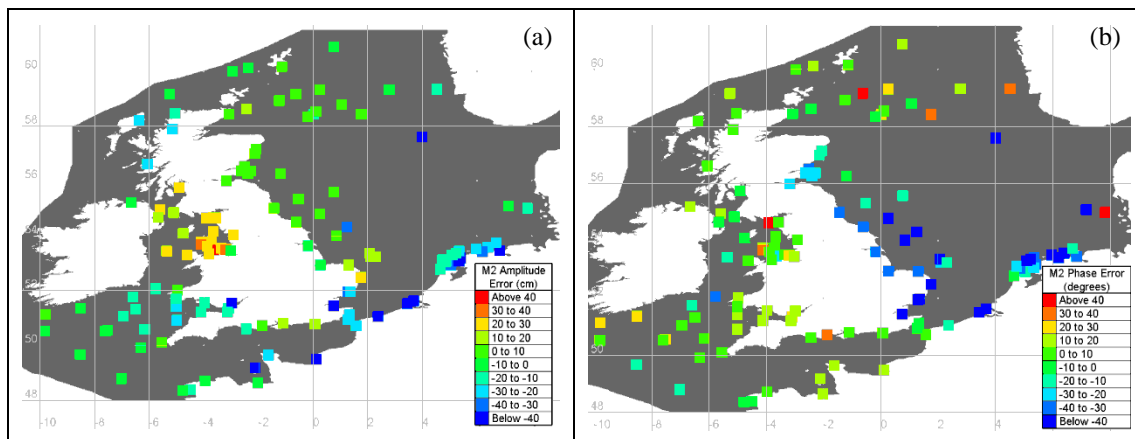 (a)
60
58
54
52
50
48
-10
-8
-6
-4
-2
0
2
4
M2 Amplitude
Error (cm)
Above 40
30 to 40
20 to 30
10 to 20
0 to 10
-10 to 0
-20 to -10
-30 to -20
-40 to -30
Below -40
(b)
60
58
54
52
50
48
-10
-8
-6
-4
-2
0
2
4
M2 Phase Error
(degrees)
Above 40
30 to 40
20 to 30
10 to 20
0 to 10
-10 to 0
-20 to -10
-30 to -20
-40 to -30
Below -40